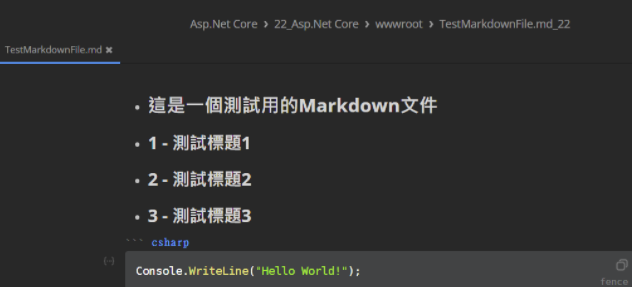 Asp.Net Core > 22_Asp.Net Core > wwwroot > TestMarkdownFile.md_22
TestMarkdownFile.md ✖
• 這是一個測試用的Markdown文件
• 1 - 測試標題1
• 2 - 測試標題2
• 3 - 測試標題3
``` csharp
{-}
Console.WriteLine("Hello World!");
fence